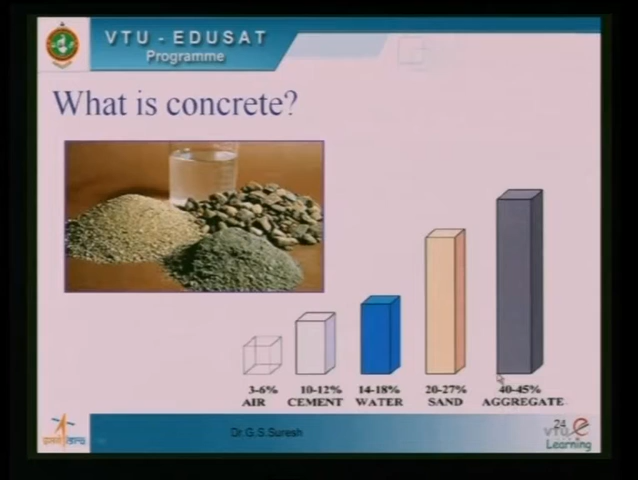 VTU - EDUSAT
Programme
What is concrete?
3-6%
AIR
10-12%
CEMENT
14-18%
WATER
20-27%
SAND
40-45%
AGGREGATE
Dr.G.S.Suresh
24
VTU e
Learning